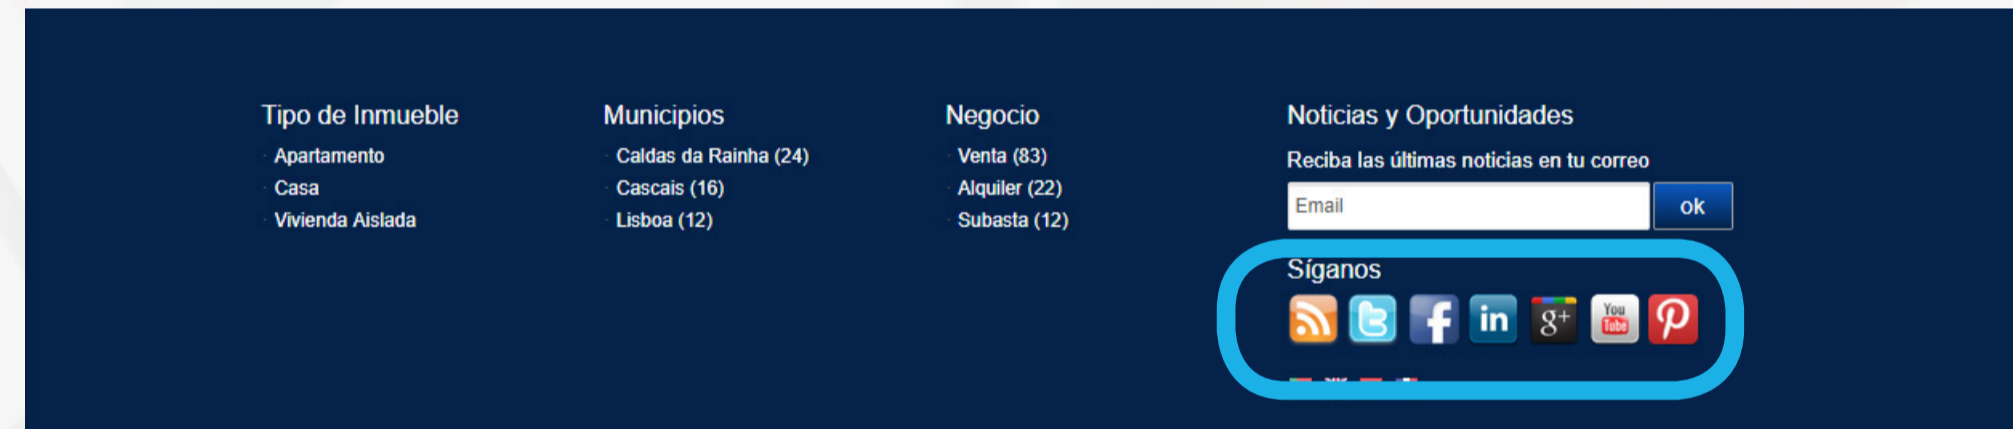 Tipo de Inmueble
Apartamento
Casa
Vivienda Aislada
Municipios
Caldas da Rainha (24)
Cascais (16)
Lisboa (12)
Negocio
Venta (83)
Alquiler (22)
Subasta (12)
Noticias y Oportunidades
Reciba las últimas noticias en tu correo
Email
ok
Síganos
in
g+
You
Tube